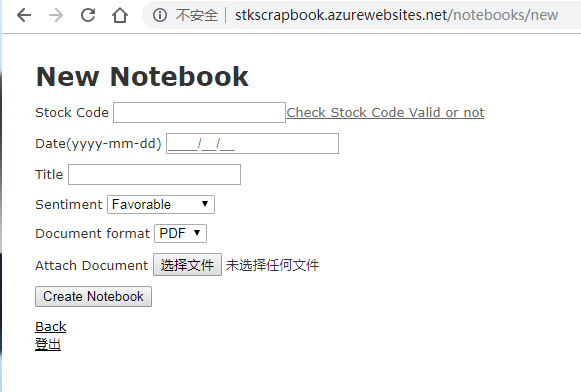 不安全 | stkscrapbook.azurewebsites.net/notebooks/new
New Notebook
Stock Code Check Stock Code Valid or not
Date(yyyy-mm-dd) ____/__/__
Title
Sentiment Favorable
Document format PDF
Attach Document 选择文件 未选择任何文件
Create Notebook
Back
登出